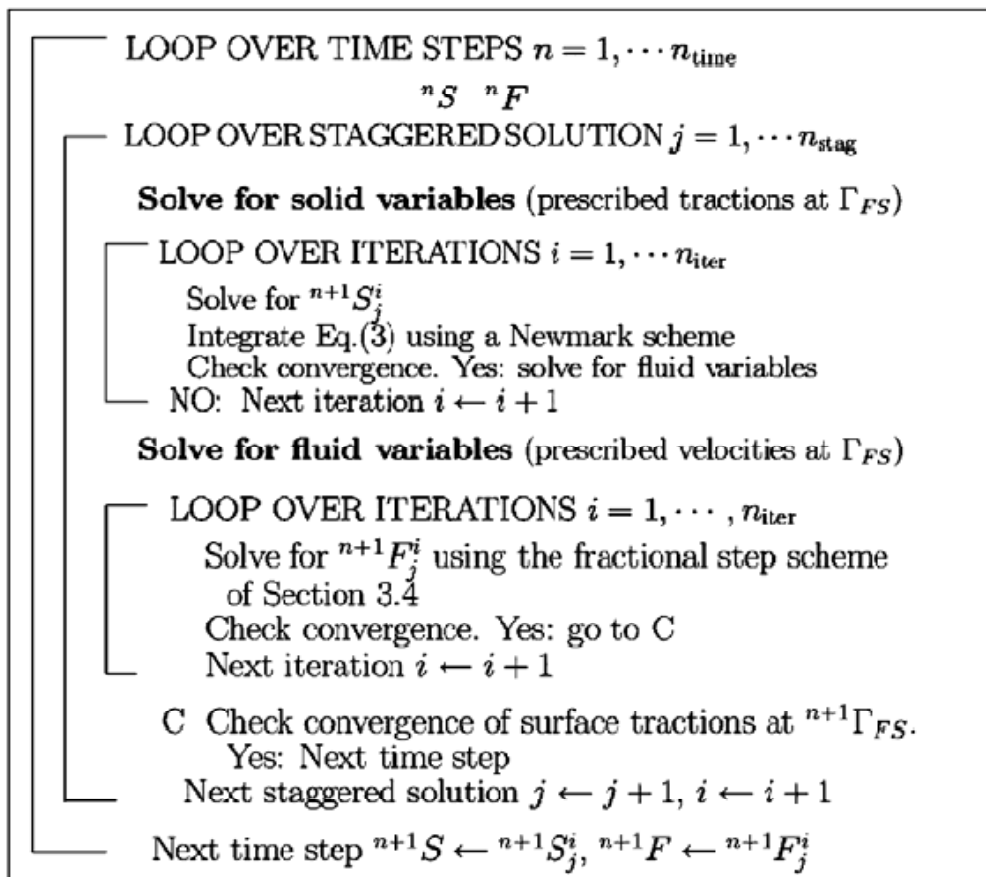 LOOP OVER TIME STEPS n = 1, ··· n_time
ⁿS ⁿF
LOOP OVER STAGGERED SOLUTION j = 1, ··· n_stag
Solve for solid variables (prescribed tractions at Γ_FS)
LOOP OVER ITERATIONS i = 1, ··· n_iter
Solve for ⁿ⁺¹S_j^i
Integrate Eq.(3) using a Newmark scheme
Check convergence. Yes: solve for fluid variables
NO: Next iteration i ← i + 1
Solve for fluid variables (prescribed velocities at Γ_FS)
LOOP OVER ITERATIONS i = 1, ··· , n_iter
Solve for ⁿ⁺¹F_j^i using the fractional step scheme
of Section 3.4
Check convergence. Yes: go to C
Next iteration i ← i + 1
C Check convergence of surface tractions at ⁿ⁺¹Γ_FS.
Yes: Next time step
Next staggered solution j ← j + 1, i ← i + 1
Next time step ⁿ⁺¹S ← ⁿ⁺¹S_j^i, ⁿ⁺¹F ← ⁿ⁺¹F_j^i